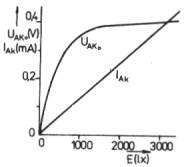 0,4
U_AK₀(V)
I_AK(mA)
U_AK₀
I_AK
0,2
0
0
1000
2000
3000
E(lx)